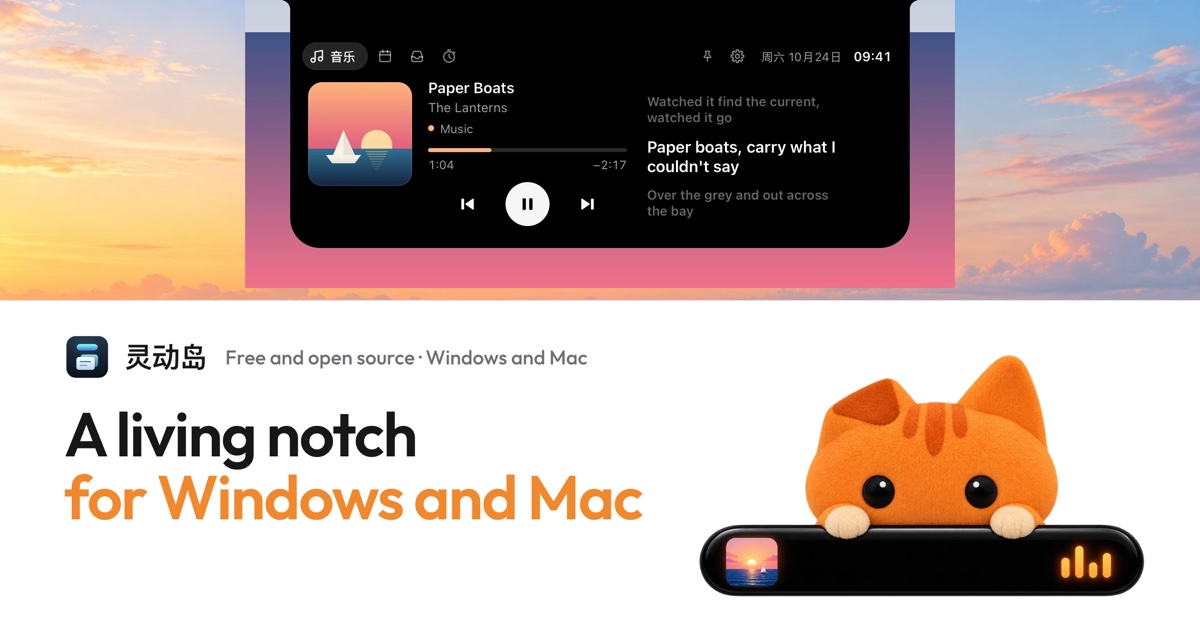 音乐
周六 10月24日 09:41
Paper Boats
The Lanterns
Music
1:04
−2:17
Watched it find the current,
watched it go
Paper boats, carry what I
couldn't say
Over the grey and out across
the bay
灵动岛
Free and open source · Windows and Mac
A living notch
for Windows and Mac